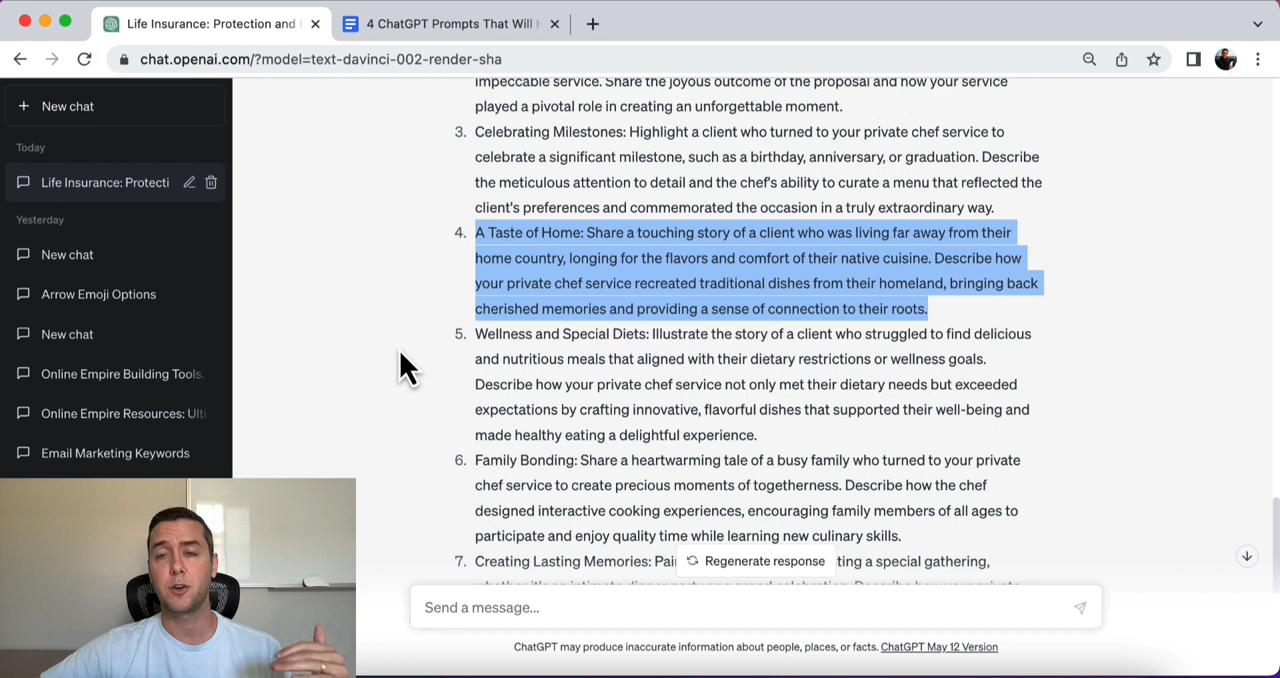 Life Insurance: Protection and
4 ChatGPT Prompts That Will
chat.openai.com/?model=text-davinci-002-render-sha
New chat
Today
Life Insurance: Protecti
Yesterday
New chat
Arrow Emoji Options
New chat
Online Empire Building Tools.
Online Empire Resources: Ulti
Email Marketing Keywords
impeccable service. Share the joyous outcome of the proposal and how your service
played a pivotal role in creating an unforgettable moment.
3. Celebrating Milestones: Highlight a client who turned to your private chef service to
celebrate a significant milestone, such as a birthday, anniversary, or graduation. Describe
the meticulous attention to detail and the chef's ability to curate a menu that reflected the
client's preferences and commemorated the occasion in a truly extraordinary way.
4. A Taste of Home: Share a touching story of a client who was living far away from their
home country, longing for the flavors and comfort of their native cuisine. Describe how
your private chef service recreated traditional dishes from their homeland, bringing back
cherished memories and providing a sense of connection to their roots.
5. Wellness and Special Diets: Illustrate the story of a client who struggled to find delicious
and nutritious meals that aligned with their dietary restrictions or wellness goals.
Describe how your private chef service not only met their dietary needs but exceeded
expectations by crafting innovative, flavorful dishes that supported their well-being and
made healthy eating a delightful experience.
6. Family Bonding: Share a heartwarming tale of a busy family who turned to your private
chef service to create precious moments of togetherness. Describe how the chef
designed interactive cooking experiences, encouraging family members of all ages to
participate and enjoy quality time while learning new culinary skills.
7. Creating Lasting Memories: Pai
ting a special gathering,
Regenerate response
Send a message...
ChatGPT may produce inaccurate information about people, places, or facts. ChatGPT May 12 Version